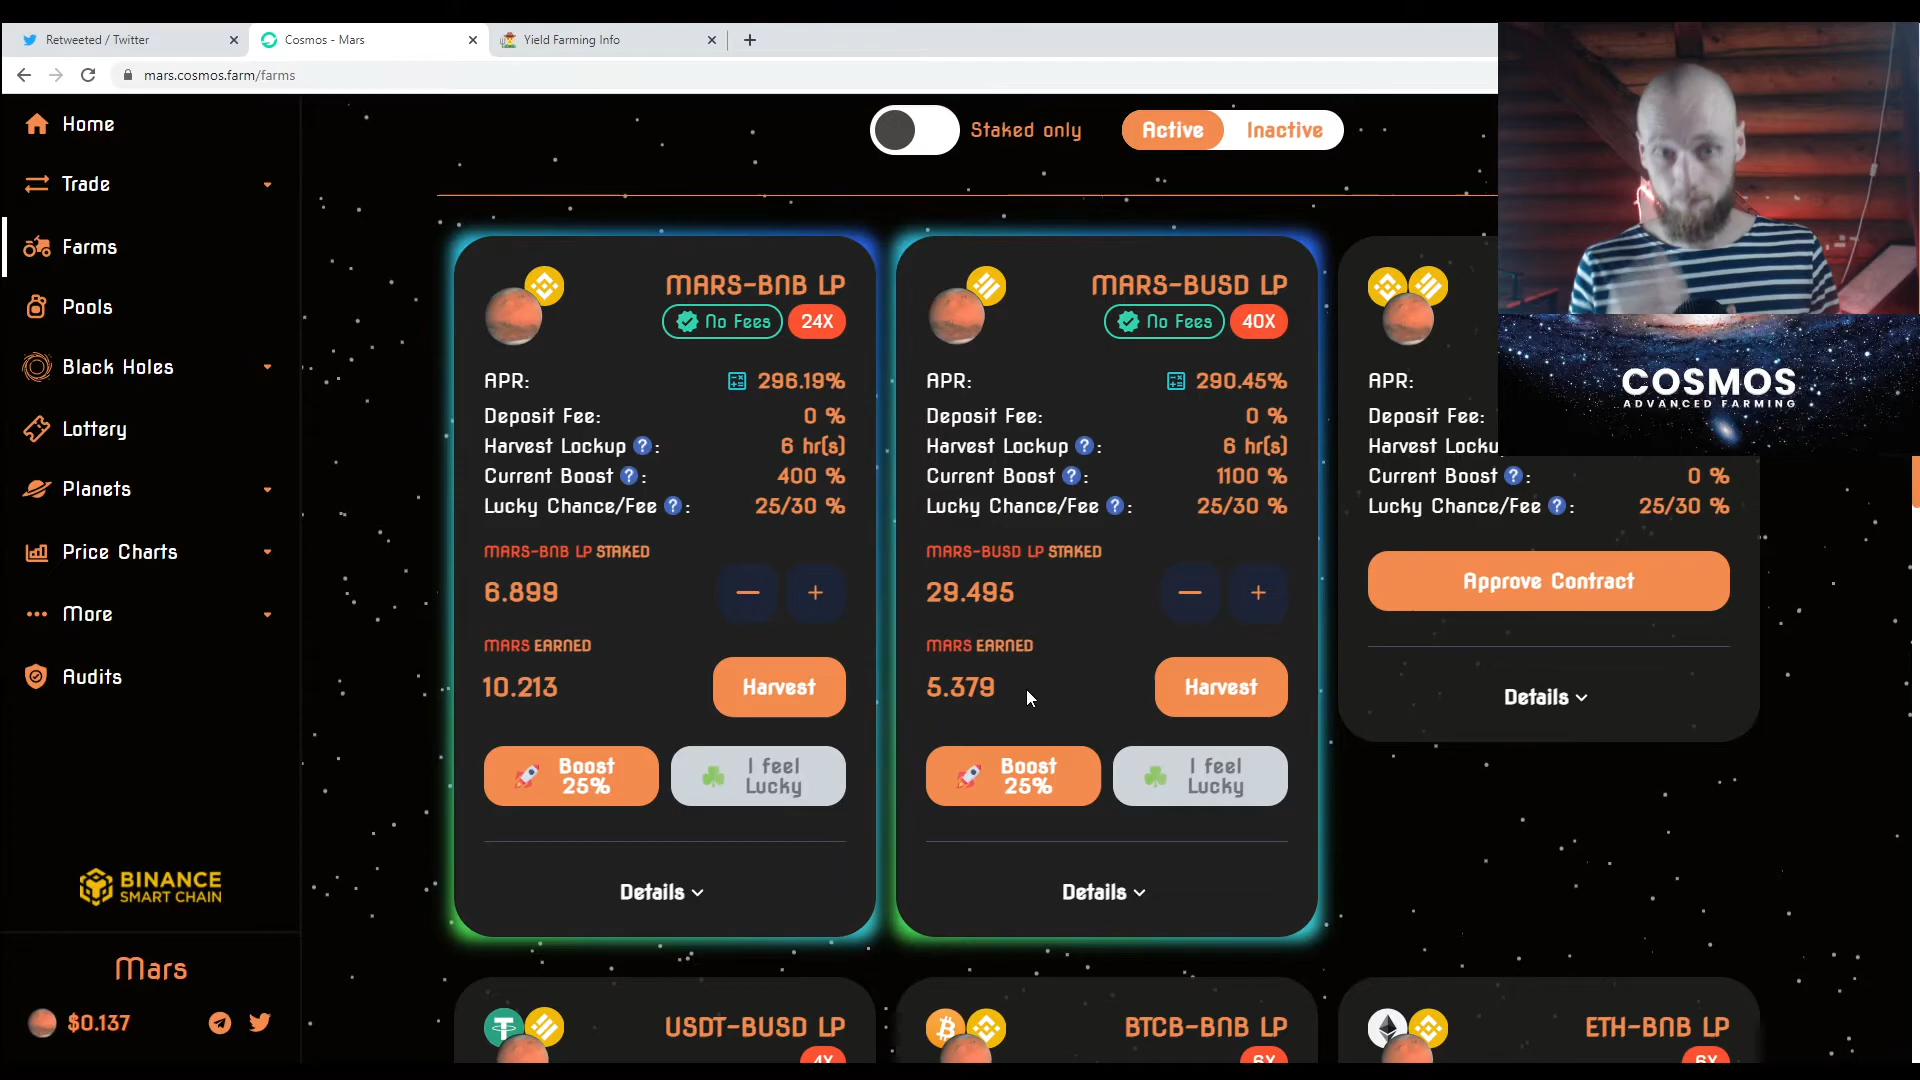 Retweeted / Twitter
Cosmos - Mars
Yield Farming Info
mars.cosmos.farm/farms
Home
Trade
Farms
Pools
Black Holes
Lottery
Planets
Price Charts
More
Audits
BINANCE
SMART CHAIN
Mars
$0.137
Staked only
Active
Inactive
MARS-BNB LP
No Fees
24X
APR:
296.19%
Deposit Fee:
0 %
Harvest Lockup ? :
6 hr(s)
Current Boost ? :
400 %
Lucky Chance/Fee ? :
25/30 %
MARS-BNB LP STAKED
6.899
— +
MARS EARNED
10.213
Harvest
Boost
25%
I feel
Lucky
Details
MARS-BUSD LP
No Fees
40X
APR:
290.45%
Deposit Fee:
0 %
Harvest Lockup ? :
6 hr(s)
Current Boost ? :
1100 %
Lucky Chance/Fee ? :
25/30 %
MARS-BUSD LP STAKED
29.495
— +
MARS EARNED
5.379
Harvest
Boost
25%
I feel
Lucky
Details
APR:
Deposit Fee:
Harvest Locku
Current Boost ? :
0 %
Lucky Chance/Fee ? :
25/30 %
Approve Contract
Details
COSMOS
ADVANCED FARMING
USDT-BUSD LP
4X
BTCB-BNB LP
6X
ETH-BNB LP
6X